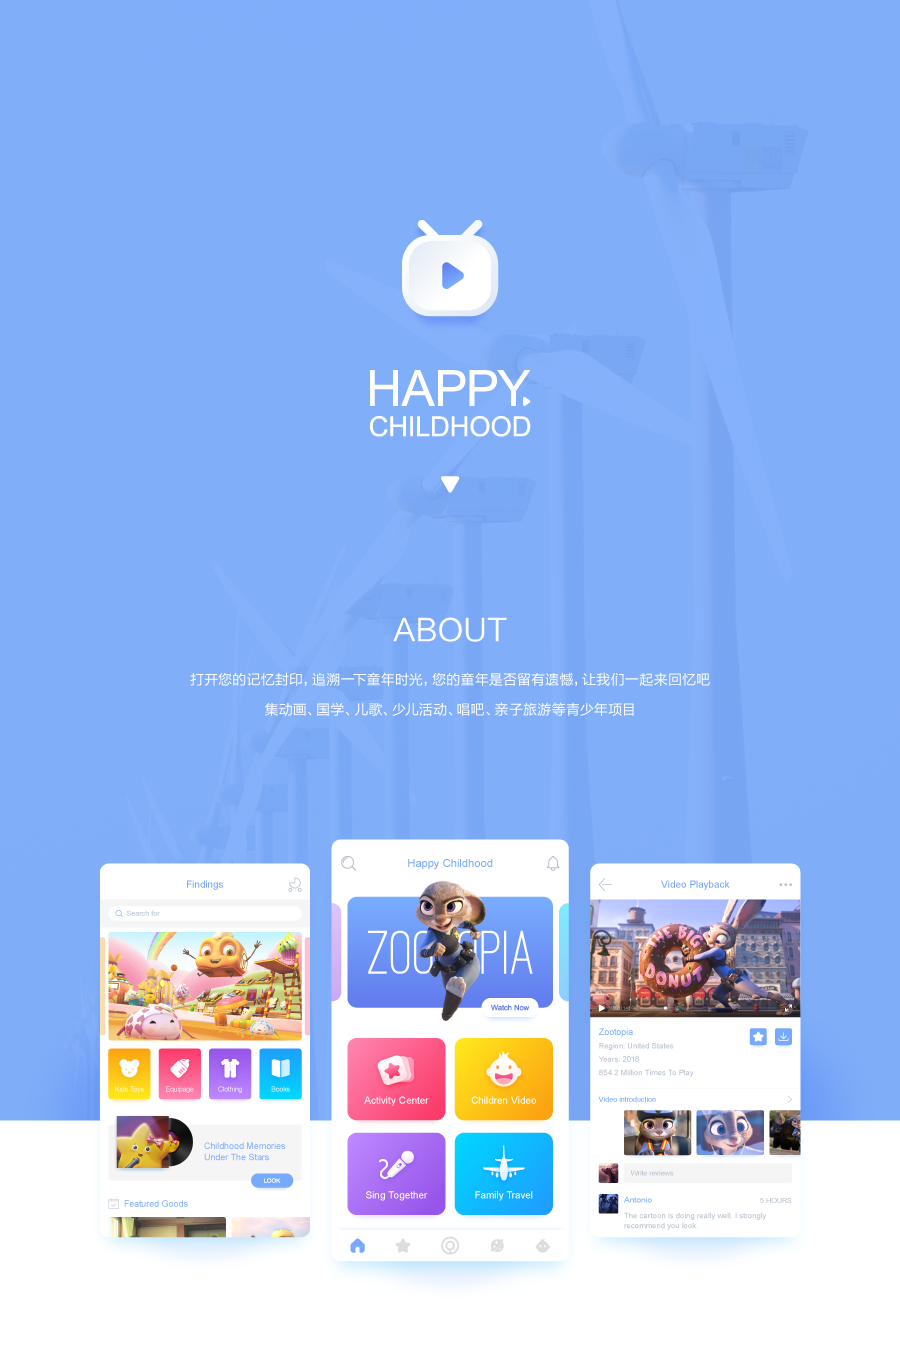 HAPPY.
CHILDHOOD
ABOUT
打开您的记忆封印，追溯一下童年时光，您的童年是否留有遗憾，让我们一起来回忆吧
集动画、国学、儿歌、少儿活动、唱吧、亲子旅游等青少年项目
Findings
Search for
Kids Toys
Equipage
Clothing
Books
Childhood Memories
Under The Stars
LOOK
Featured Goods
Happy Childhood
ZOOTOPIA
Watch Now
Activity Center
Children Video
Sing Together
Family Travel
Video Playback
THE BIG
DONUT
Zootopia
Region: United States
Years: 2018
854.2 Million Times To Play
Video introduction
Write reviews
Antonio
5 HOURS
The cartoon is doing really well. I strongly
recommend you look